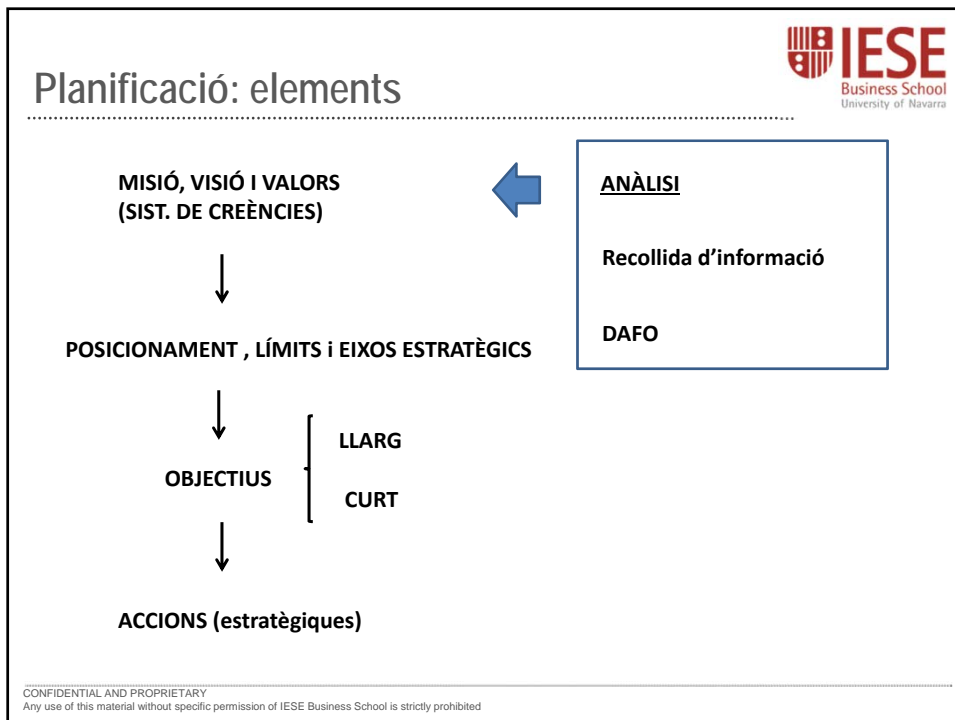 IESE
Business School
University of Navarra
Planificació: elements
MISIÓ, VISIÓ I VALORS
(SIST. DE CREÈNCIES)
POSICIONAMENT , LÍMITS i EIXOS ESTRATÈGICS
OBJECTIUS
LLARG
CURT
ACCIONS (estratègiques)
ANÀLISI
Recollida d’informació
DAFO
CONFIDENTIAL AND PROPRIETARY
Any use of this material without specific permission of IESE Business School is strictly prohibited